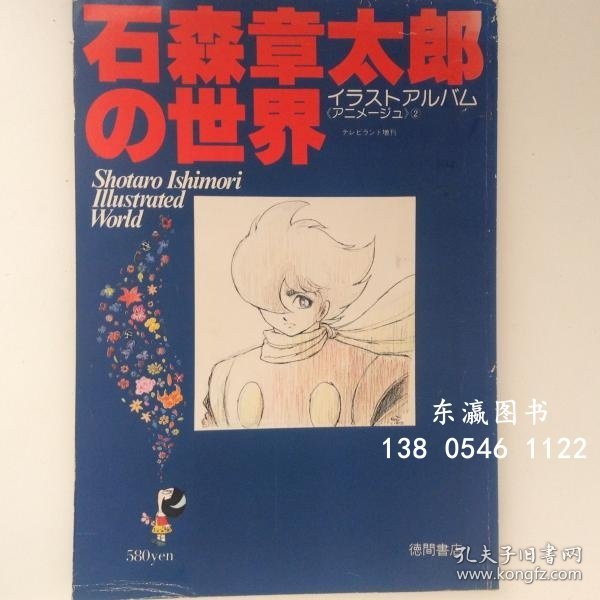 石森章太郎
の世界
イラストアルバム
《アニメージュ》②
テレビランド増刊
Shotaro Ishimori
Illustrated
World
东瀛图书
138 0546 1122
580yen
徳間書店
孔夫子旧书网
www.kongfz.com